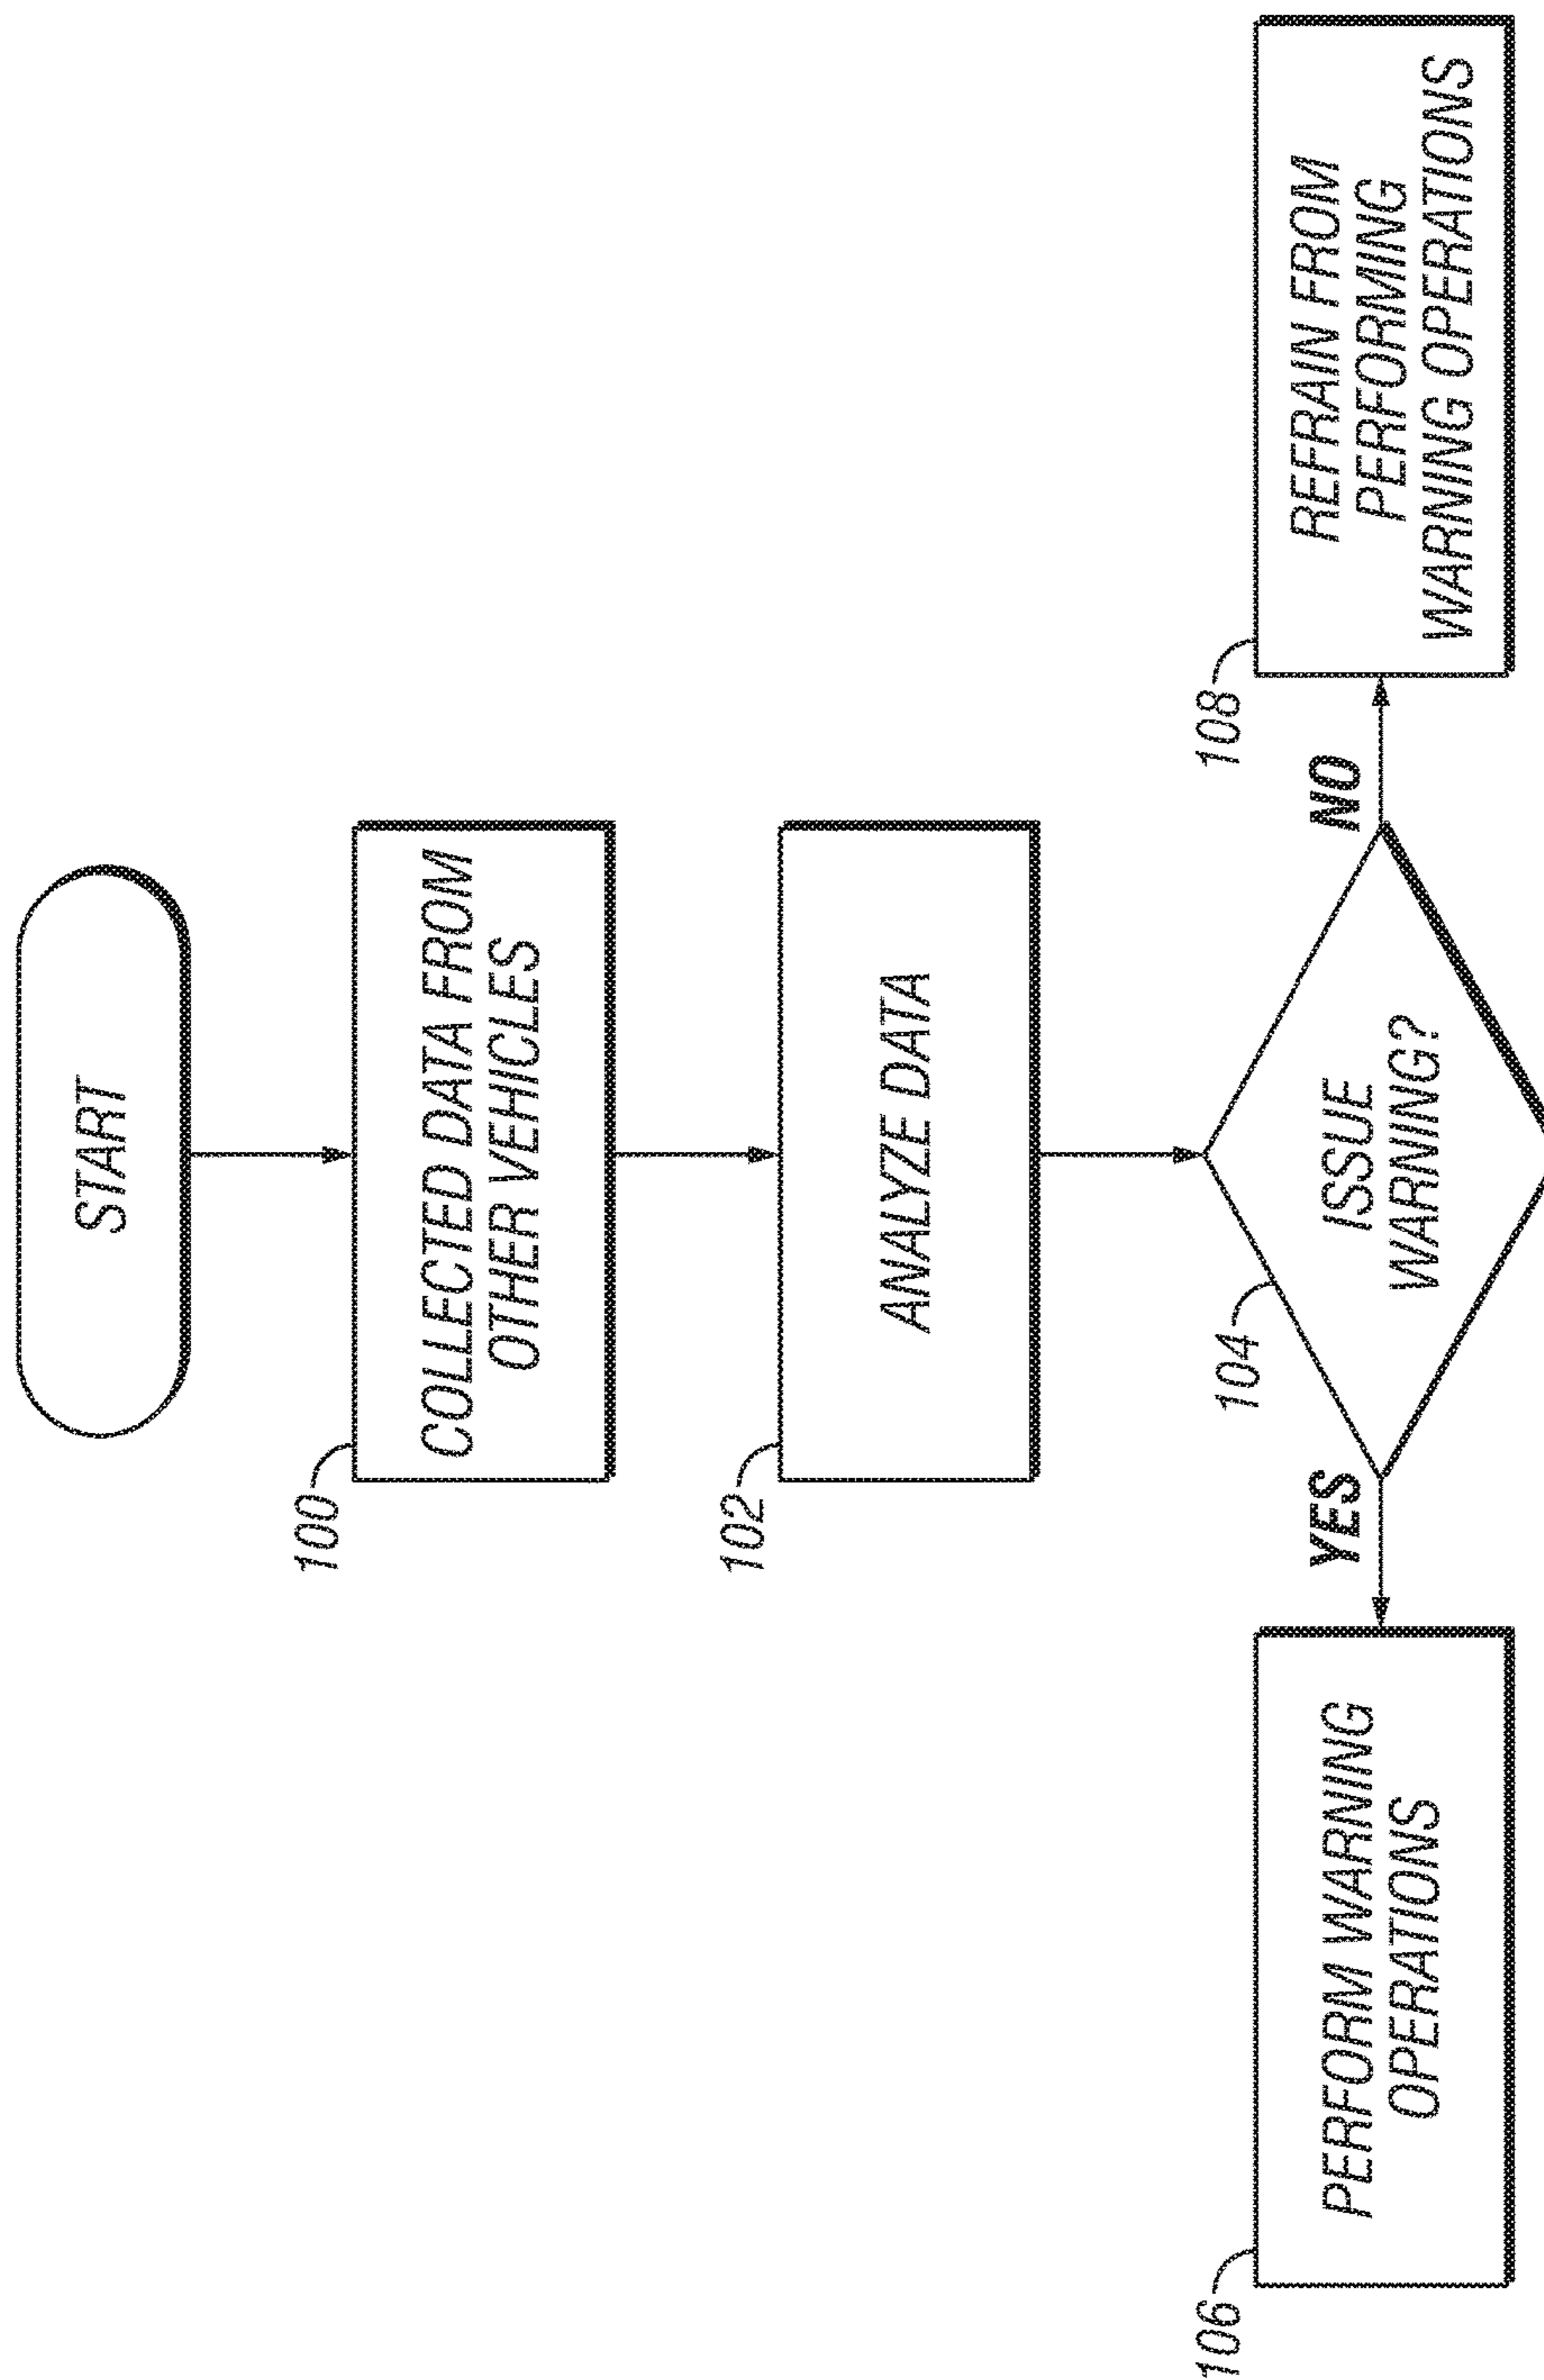 START
100
COLLECTED DATA FROM
OTHER VEHICLES
102
ANALYZE DATA
104
ISSUE
WARNING?
YES
NO
106
PERFORM WARNING
OPERATIONS
108
REFRAIN FROM
PERFORMING
WARNING OPERATIONS